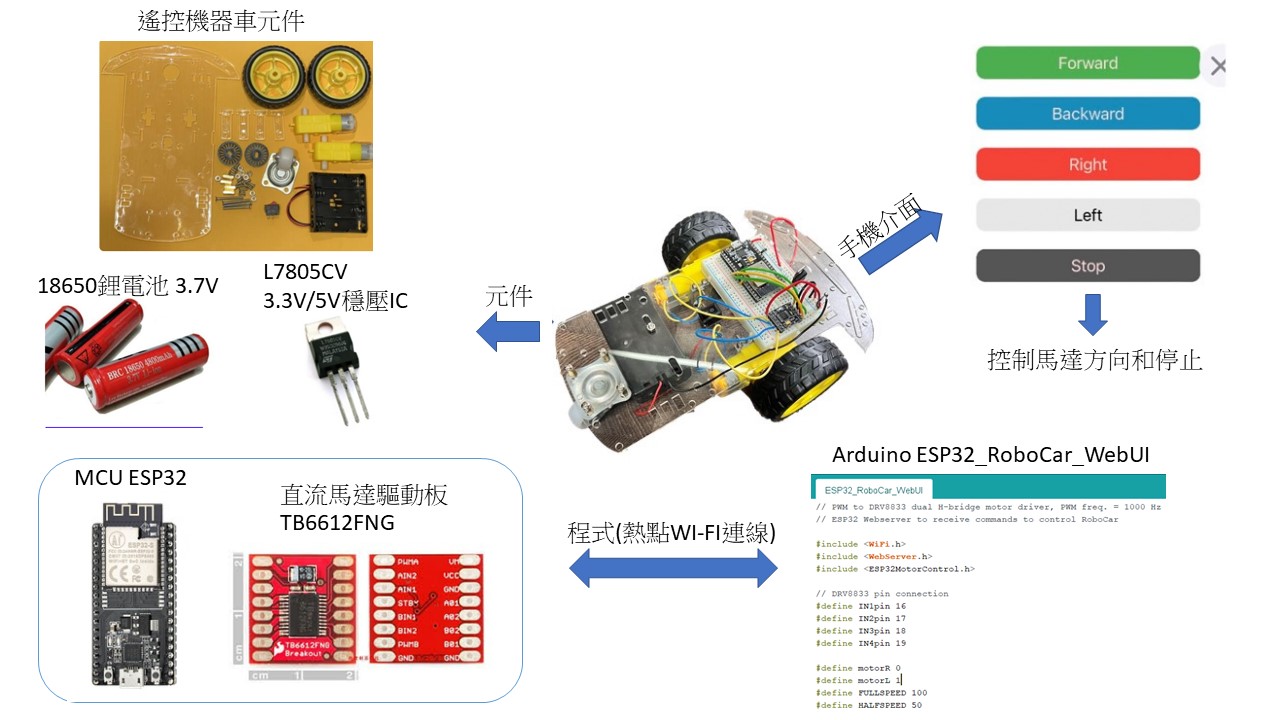 遙控機器車元件
18650鋰電池 3.7V
L7805CV
3.3V/5V穩壓IC
BRC 18650 4800mAh
元件
手機介面
Forward
Backward
Right
Left
Stop
控制馬達方向和停止
MCU ESP32
直流馬達驅動板
TB6612FNG
PWMA VM
AIN2 VCC
AIN1 GND
STBY A01
BIN1 A02
BIN2 B02
PWMB B01
GND GND
TB6612FNG
Breakout
cm 1 2
cm 1 2
程式(熱點WI-FI連線)
Arduino ESP32_RoboCar_WebUI
ESP32_RoboCar_WebUI
// PWM to DRV8833 dual H-bridge motor driver, PWM freq. = 1000 Hz
// ESP32 Webserver to receive commands to control RoboCar
#include <WiFi.h>
#include <WebServer.h>
#include <ESP32MotorControl.h>
// DRV8833 pin connection
#define IN1pin 16
#define IN2pin 17
#define IN3pin 18
#define IN4pin 19
#define motorR 0
#define motorL 1
#define FULLSPEED 100
#define HALFSPEED 50